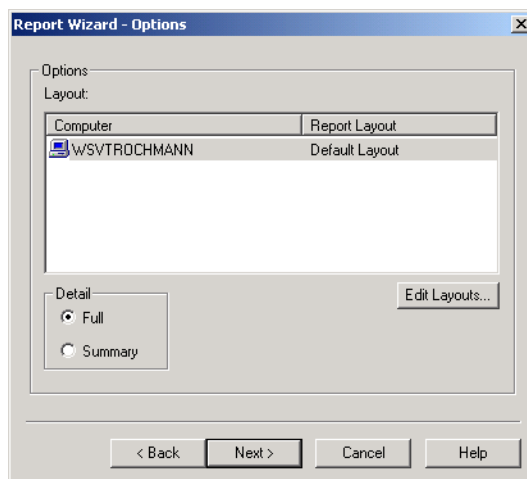 Report Wizard - Options
Options
Layout:
Computer Report Layout
WSVTROCHMANN Default Layout
Detail
Full
Summary
Edit Layouts...
< Back Next > Cancel Help